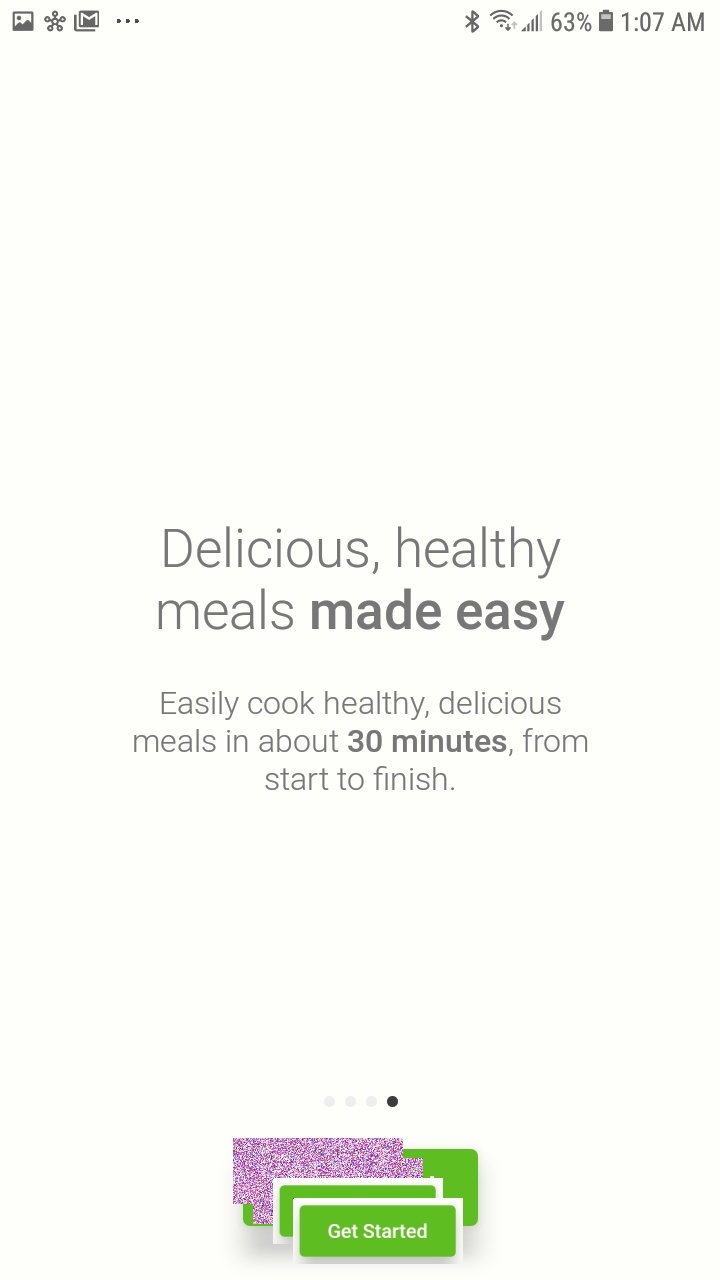 63% 1:07 AM
Delicious, healthy
meals made easy
Easily cook healthy, delicious
meals in about 30 minutes, from
start to finish.
Get Started